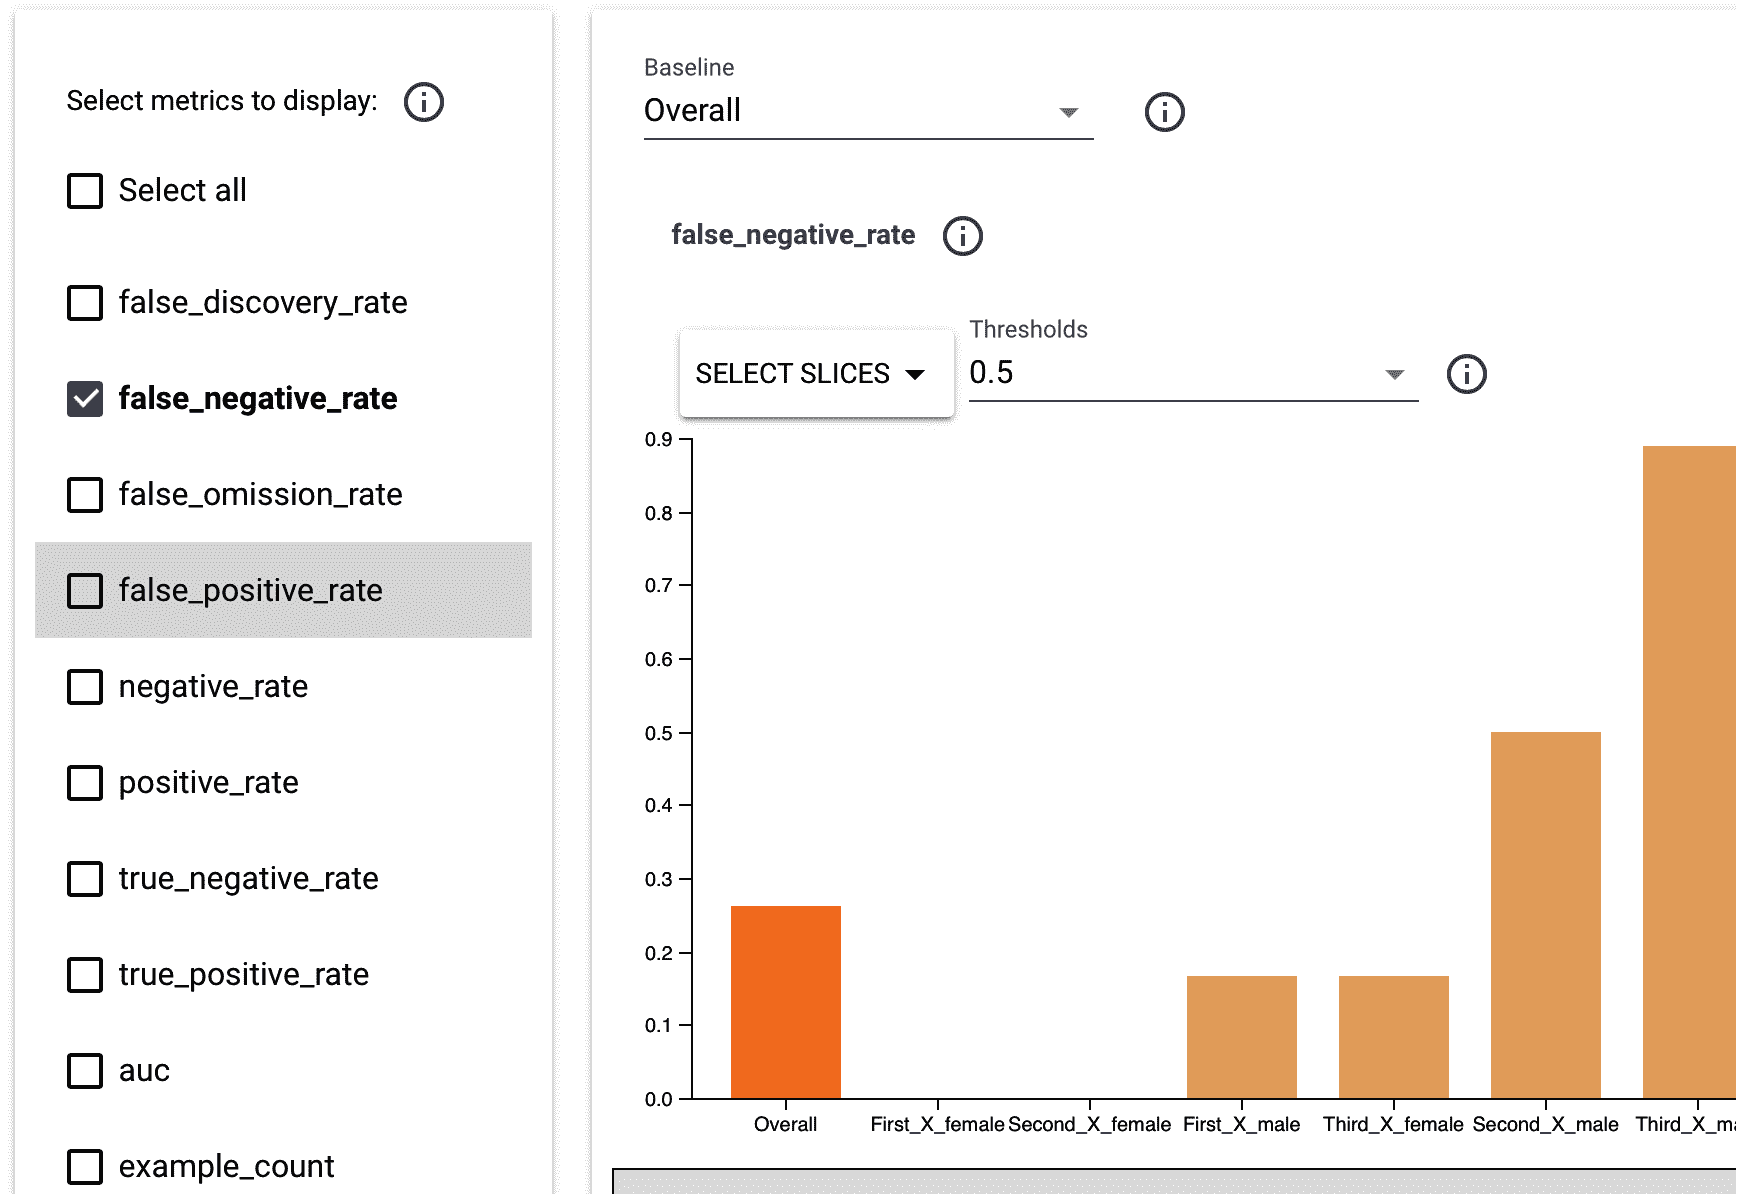 Select metrics to display:
Select all
false_discovery_rate
false_negative_rate
false_omission_rate
false_positive_rate
negative_rate
positive_rate
true_negative_rate
true_positive_rate
auc
example_count
Baseline
Overall
false_negative_rate
SELECT SLICES
Thresholds
0.5
0.9
0.8
0.7
0.6
0.5
0.4
0.3
0.2
0.1
0.0
Overall First_X_female Second_X_female First_X_male Third_X_female Second_X_male Third_X_ma